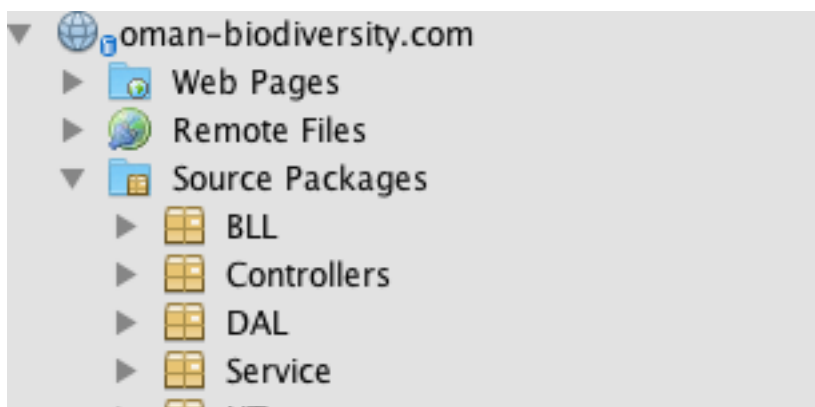 oman-biodiversity.com
Web Pages
Remote Files
Source Packages
BLL
Controllers
DAL
Service